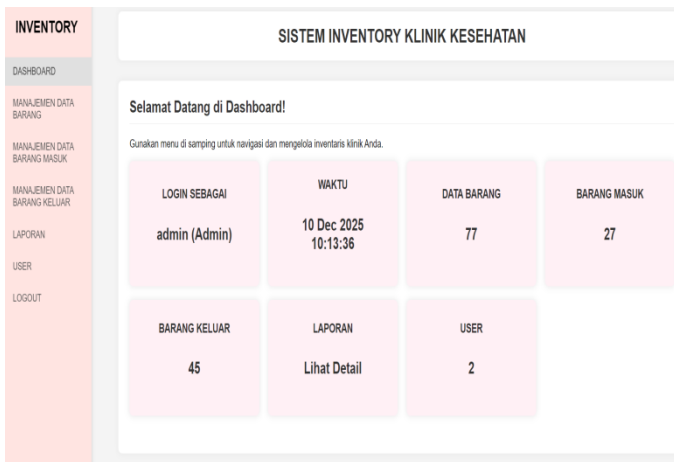 INVENTORY
DASHBOARD
MANAJEMEN DATA
BARANG
MANAJEMEN DATA
BARANG MASUK
MANAJEMEN DATA
BARANG KELUAR
LAPORAN
USER
LOGOUT
SISTEM INVENTORY KLINIK KESEHATAN
Selamat Datang di Dashboard!
Gunakan menu di samping untuk navigasi dan mengelola inventaris klinik Anda.
LOGIN SEBAGAI
admin (Admin)
WAKTU
10 Dec 2025
10:13:36
DATA BARANG
77
BARANG MASUK
27
BARANG KELUAR
45
LAPORAN
Lihat Detail
USER
2